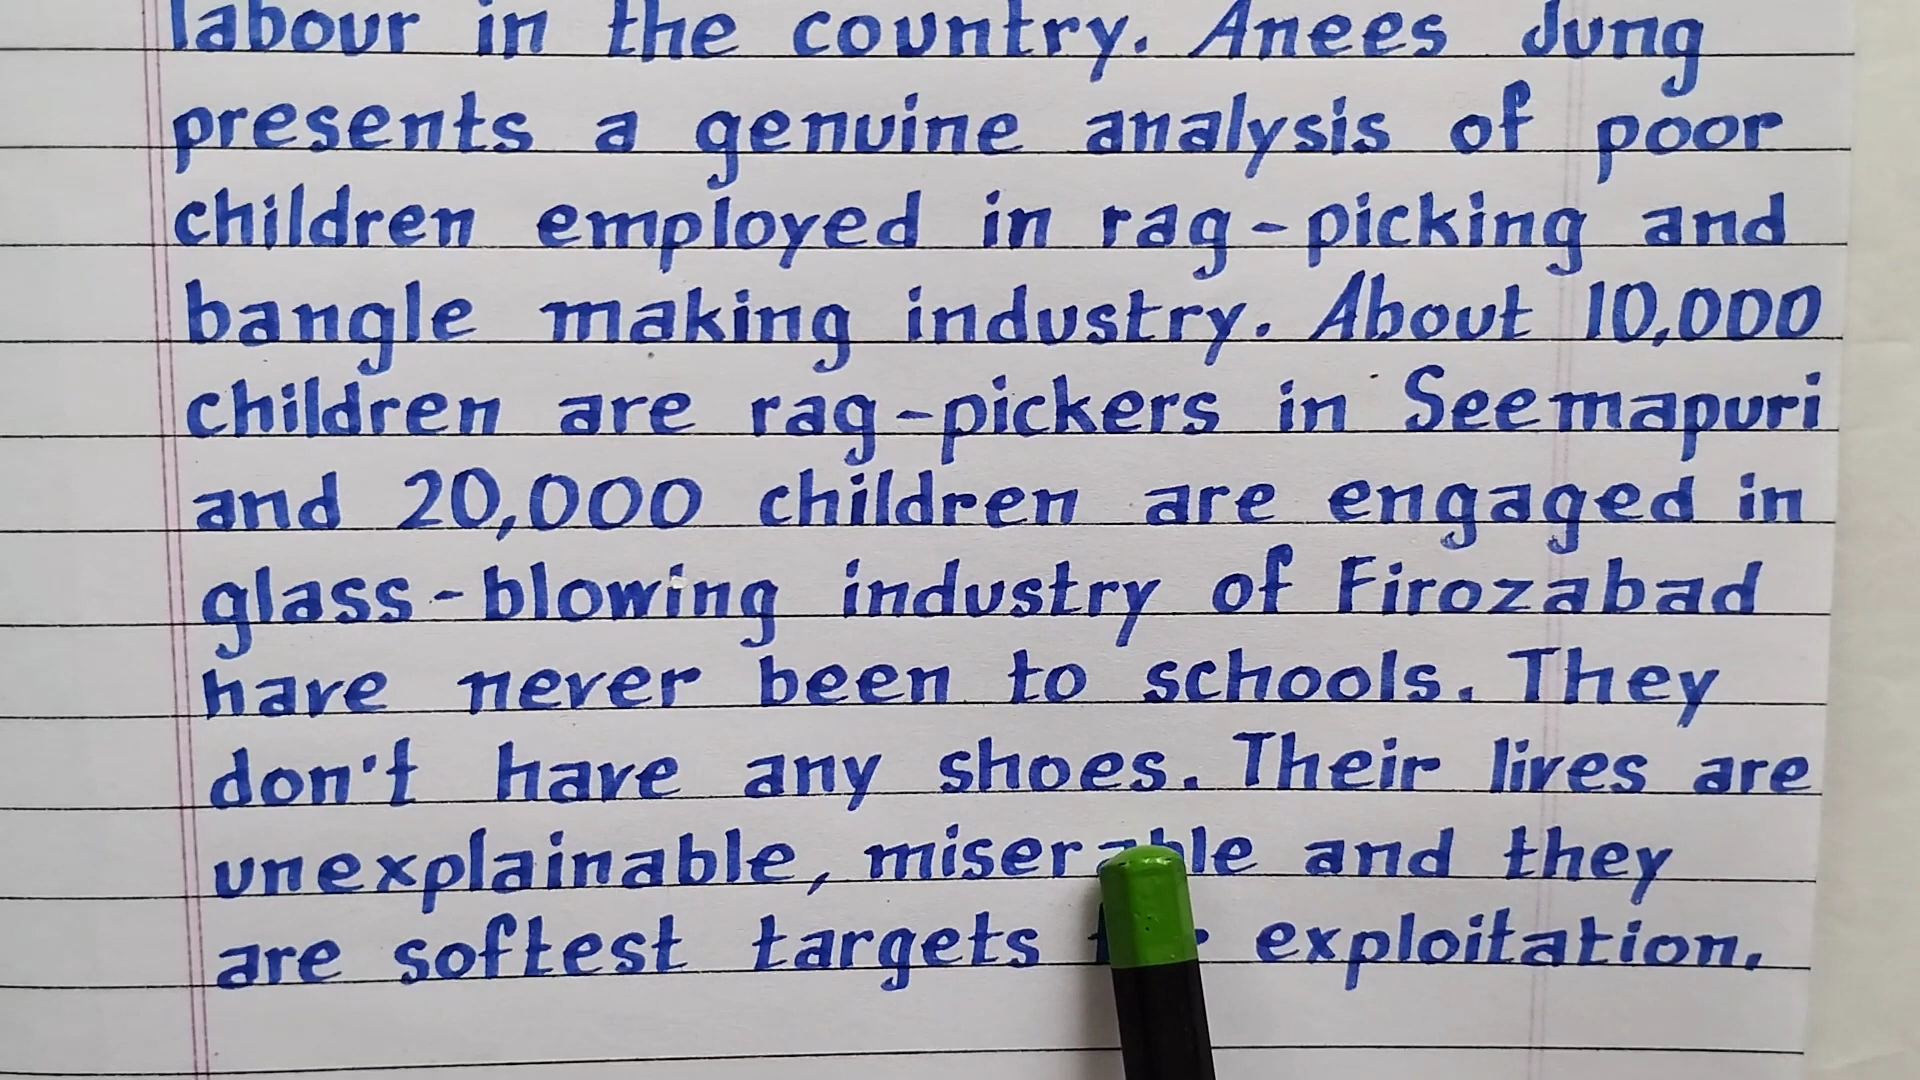 labour in the country. Anees Jung
presents a genuine analysis of poor
children employed in rag-picking and
bangle making industry. About 10,000
children are rag-pickers in Seemapuri
and 20,000 children are engaged in
glass-blowing industry of Firozabad
have never been to schools. They
don't have any shoes. Their lives are
unexplainable, miserable and they
are softest targets exploitation.